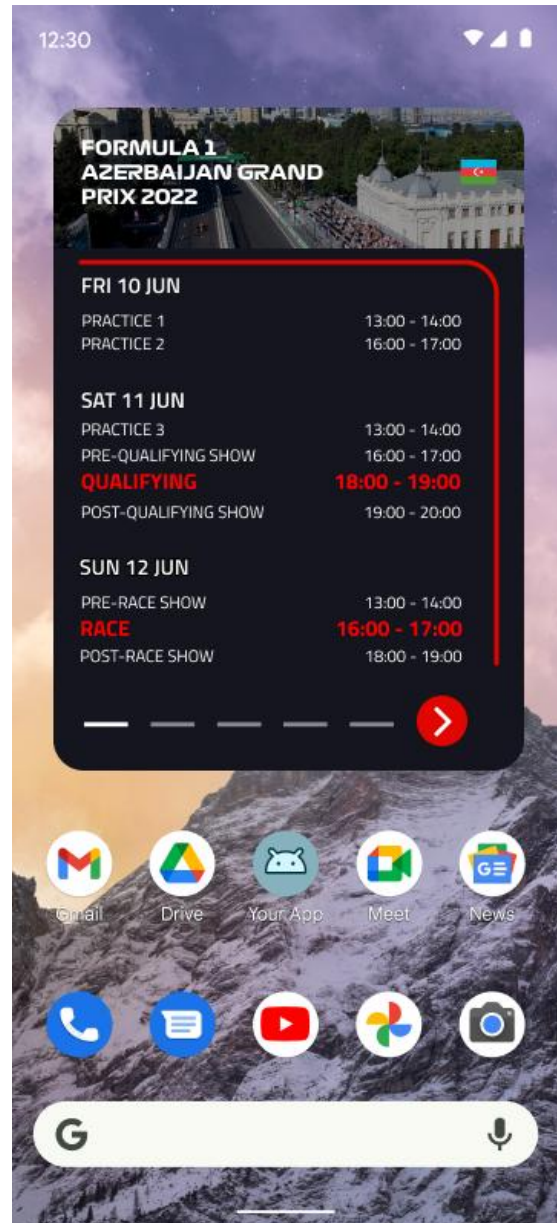 12:30
FORMULA 1
AZERBAIJAN GRAND
PRIX 2022
FRI 10 JUN
PRACTICE 1 13:00 - 14:00
PRACTICE 2 16:00 - 17:00
SAT 11 JUN
PRACTICE 3 13:00 - 14:00
PRE-QUALIFYING SHOW 16:00 - 17:00
QUALIFYING 18:00 - 19:00
POST-QUALIFYING SHOW 19:00 - 20:00
SUN 12 JUN
PRE-RACE SHOW 13:00 - 14:00
RACE 16:00 - 17:00
POST-RACE SHOW 18:00 - 19:00
GE
Gmail Drive Your App Meet News
G